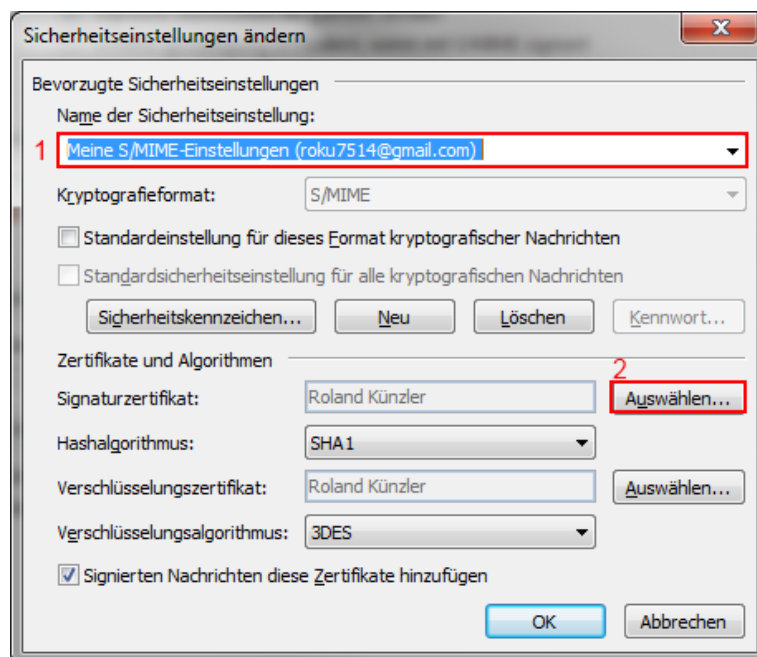 Sicherheitseinstellungen ändern
Bevorzugte Sicherheitseinstellungen
Name der Sicherheitseinstellung:
1 Meine S/MIME-Einstellungen (roku7514@gmail.com)
Kryptografieformat: S/MIME
Standardeinstellung für dieses Format kryptografischer Nachrichten
Standardsicherheitseinstellung für alle kryptografischen Nachrichten
Sicherheitskennzeichen... Neu Löschen Kennwort...
Zertifikate und Algorithmen
2
Signaturzertifikat: Roland Künzler Auswählen...
Hashalgorithmus: SHA1
Verschlüsselungszertifikat: Roland Künzler Auswählen...
Verschlüsselungsalgorithmus: 3DES
Signierten Nachrichten diese Zertifikate hinzufügen
OK Abbrechen